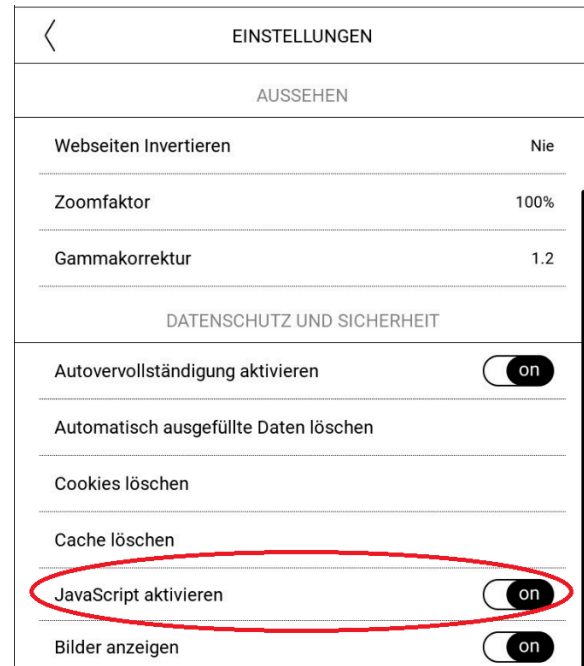 EINSTELLUNGEN
AUSSEHEN
Webseiten Invertieren Nie
Zoomfaktor 100%
Gammakorrektur 1.2
DATENSCHUTZ UND SICHERHEIT
Autovervollständigung aktivieren on
Automatisch ausgefüllte Daten löschen
Cookies löschen
Cache löschen
JavaScript aktivieren on
Bilder anzeigen on